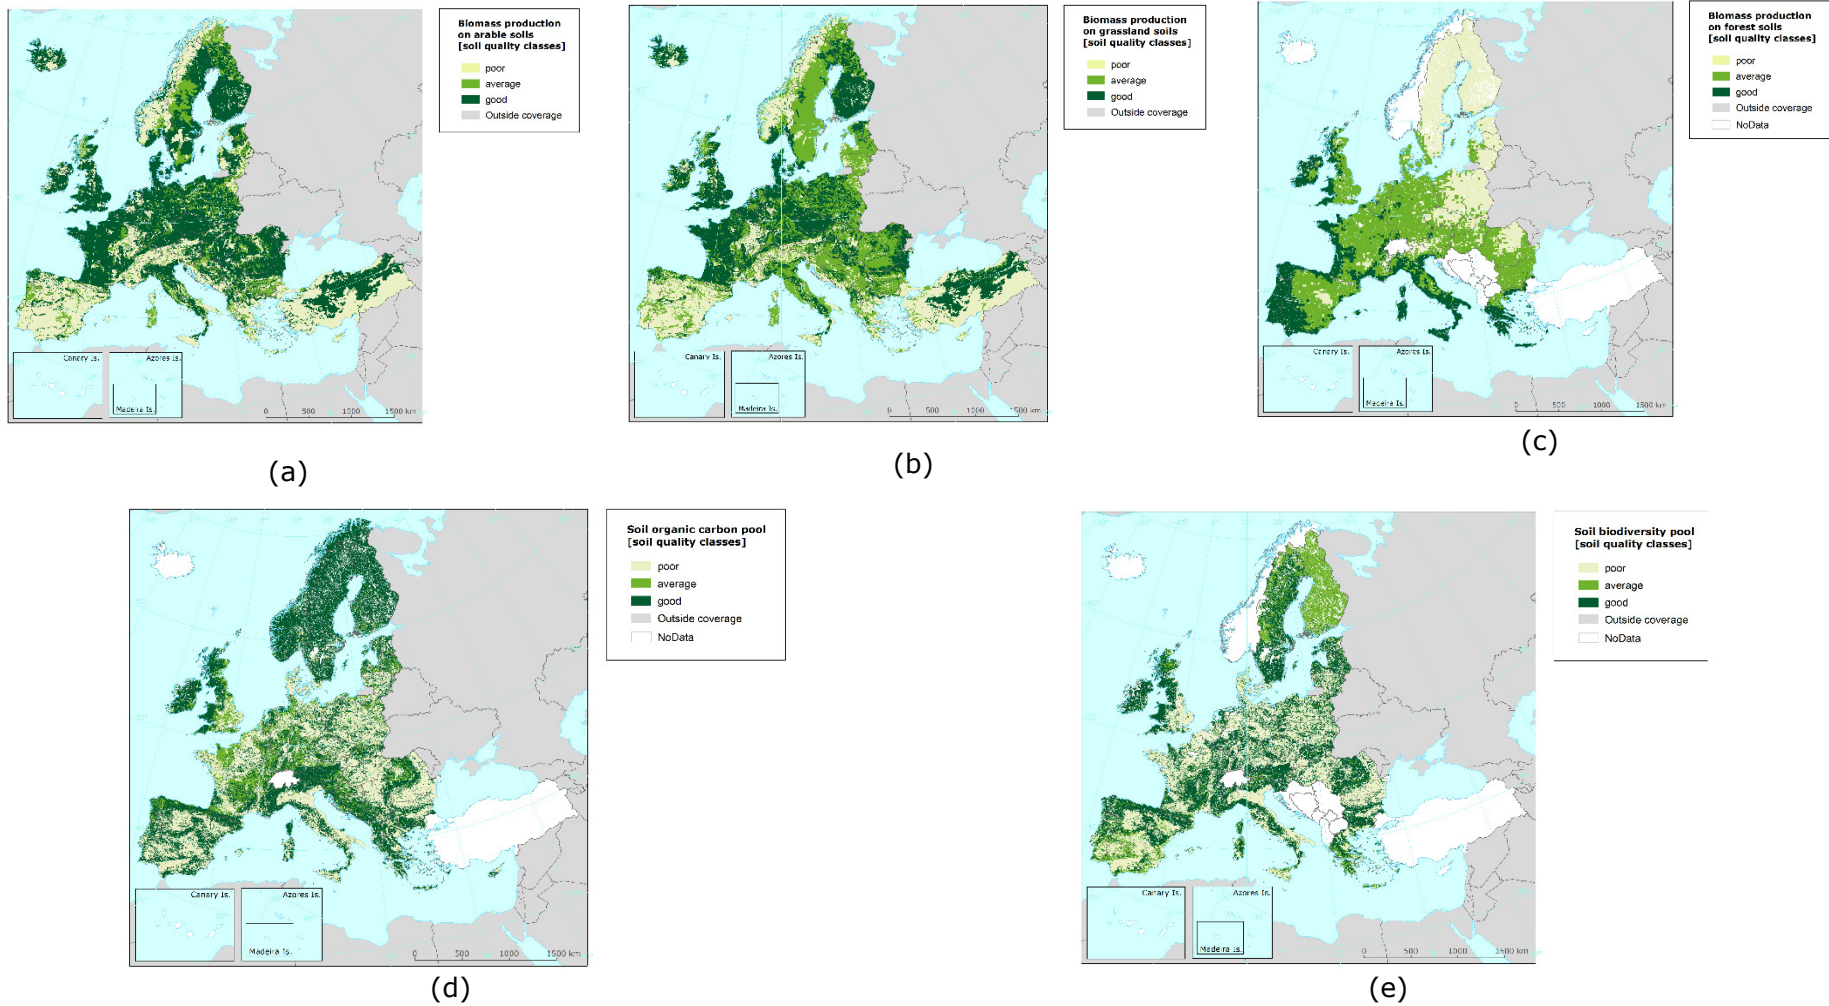 Biomass production
on arable soils
[soil quality classes]
poor
average
good
Outside coverage
Canary Is.
Azores Is.
Madeira Is.
0 500 1000 1500 km
(a)
Biomass production
on grassland soils
[soil quality classes]
poor
average
good
Outside coverage
Canary Is.
Azores Is.
Madeira Is.
0 500 1000 1500 km
(b)
Biomass production
on forest soils
[soil quality classes]
poor
average
good
Outside coverage
NoData
Canary Is.
Azores Is.
Madeira Is.
0 500 1000 1500 km
(c)
Soil organic carbon pool
[soil quality classes]
poor
average
good
Outside coverage
NoData
Canary Is.
Azores Is.
Madeira Is.
0 500 1000 1500 km
(d)
Soil biodiversity pool
[soil quality classes]
poor
average
good
Outside coverage
NoData
Canary Is.
Azores Is.
Madeira Is.
0 500 1000 1500 km
(e)